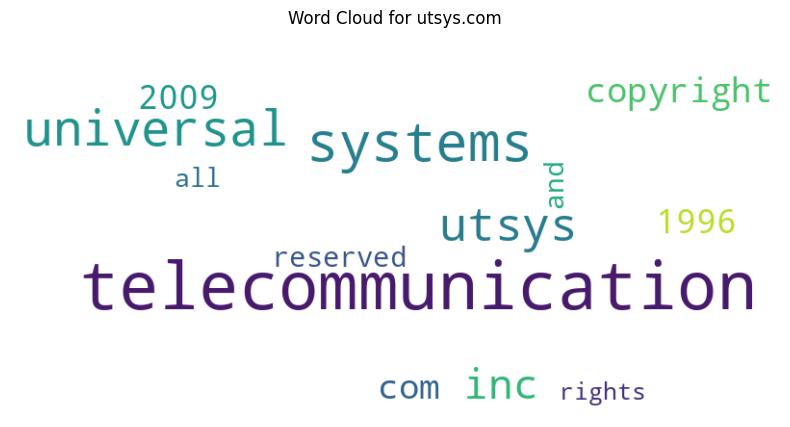 Word Cloud for utsys.com
2009
copyright
universal
systems
all
and
utsys
1996
reserved
telecommunication
com inc rights